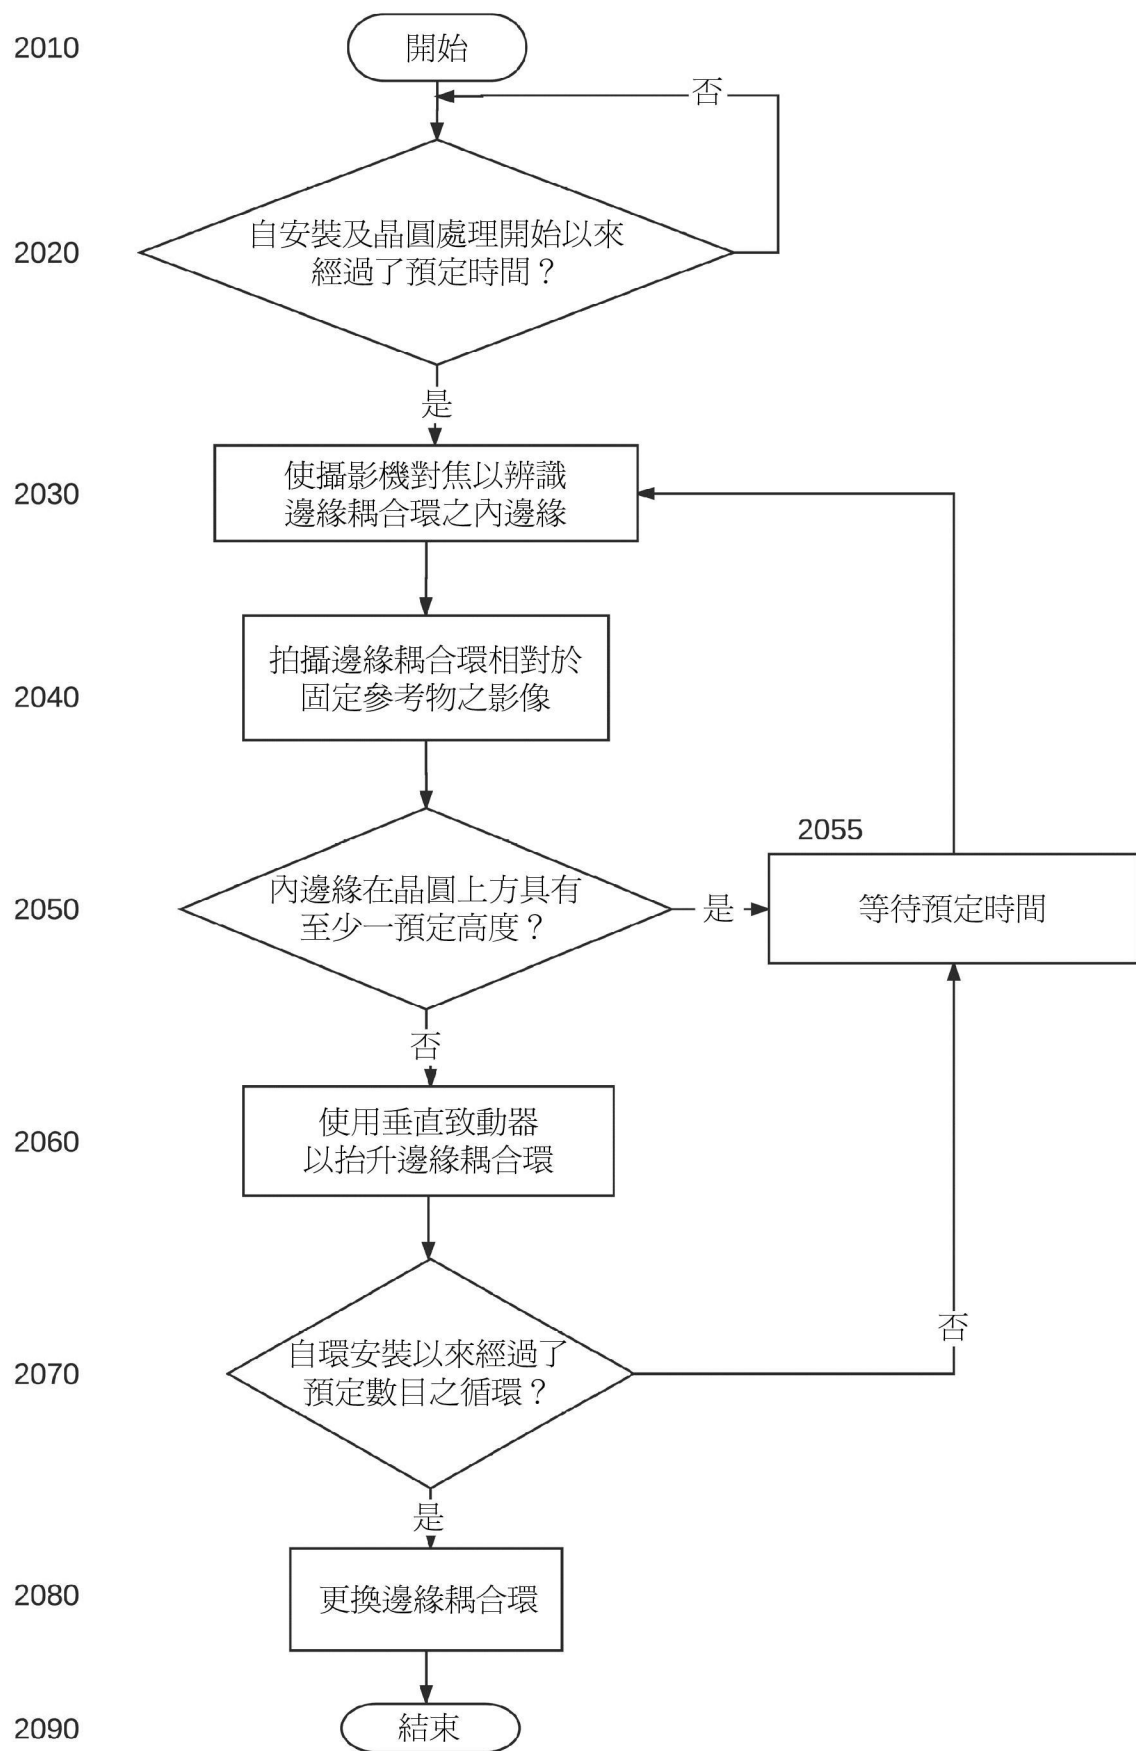 2010
開始
否
2020
自安裝及晶圓處理開始以來
經過了預定時間？
是
2030
使攝影機對焦以辨識
邊緣耦合環之內邊緣
2040
拍攝邊緣耦合環相對於
固定參考物之影像
2055
2050
內邊緣在晶圓上方具有
至少一預定高度？
是
等待預定時間
否
2060
使用垂直致動器
以抬升邊緣耦合環
否
2070
自環安裝以來經過了
預定數目之循環？
是
2080
更換邊緣耦合環
2090
結束